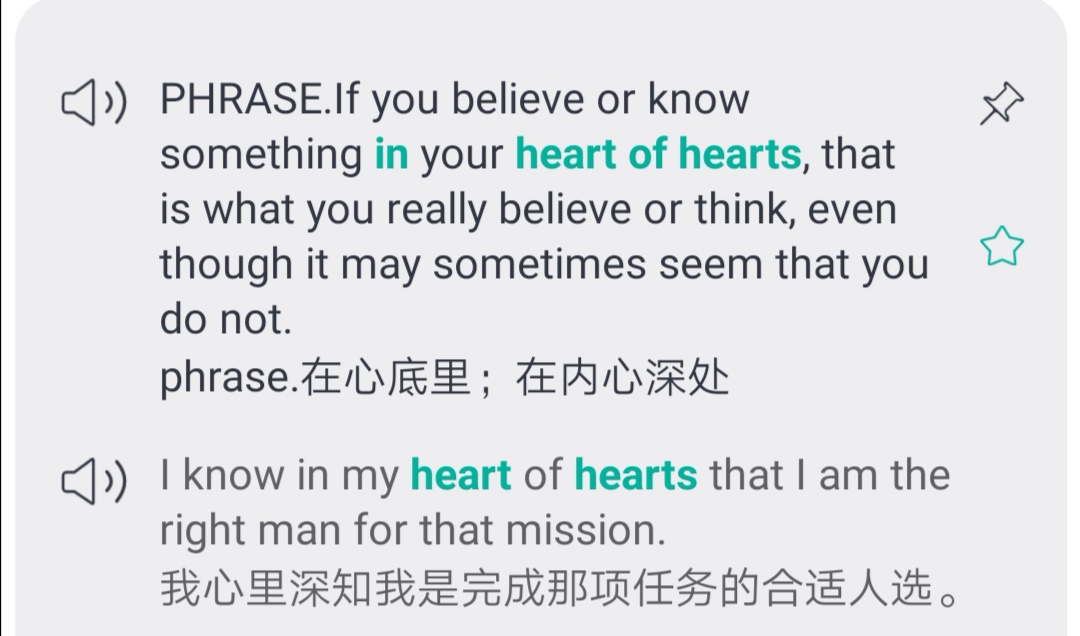 PHRASE.If you believe or know
something in your heart of hearts, that
is what you really believe or think, even
though it may sometimes seem that you
do not.
phrase.在心底里；在内心深处
I know in my heart of hearts that I am the
right man for that mission.
我心里深知我是完成那项任务的合适人选。